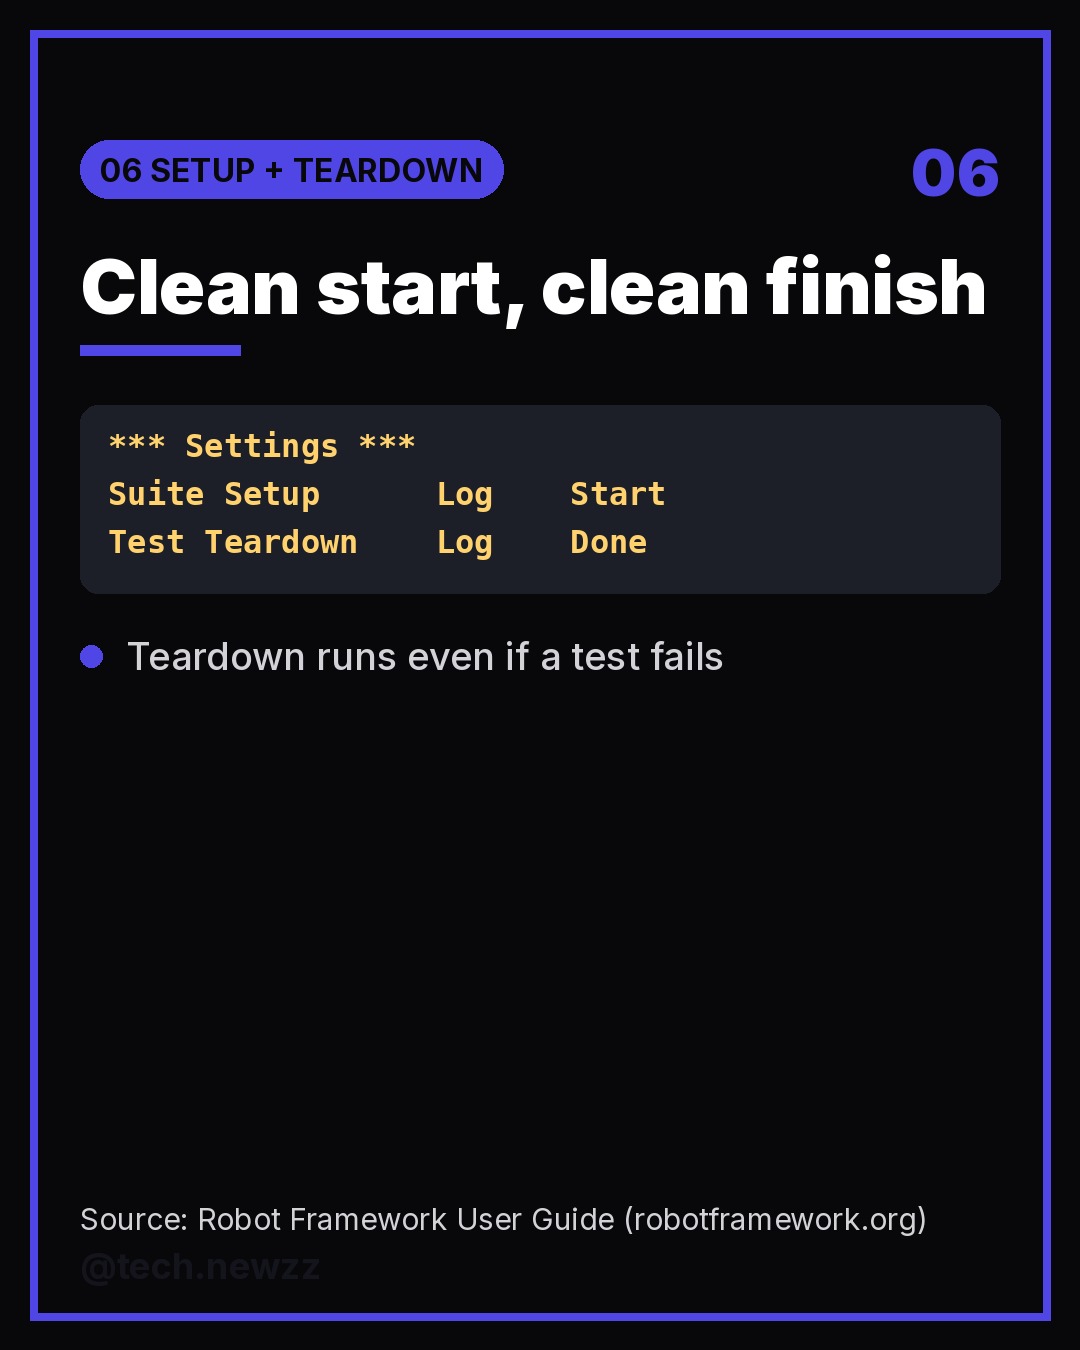 06 SETUP + TEARDOWN
06
Clean start, clean finish
*** Settings ***
Suite Setup      Log    Start
Test Teardown    Log    Done
Teardown runs even if a test fails
Source: Robot Framework User Guide (robotframework.org)
@tech.newzz